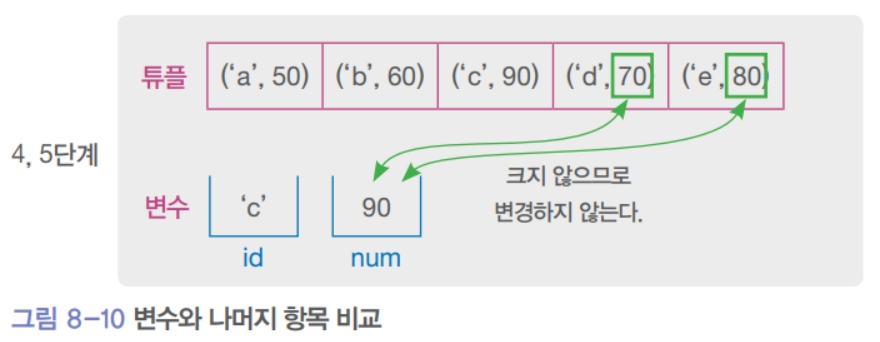 튜플 (‘a’, 50) (‘b’, 60) (‘c’, 90) (‘d’, 70) (‘e’, 80)
4, 5단계
크지 않으므로
변경하지 않는다.
변수 ‘c’ 90
id num
그림 8-10 변수와 나머지 항목 비교